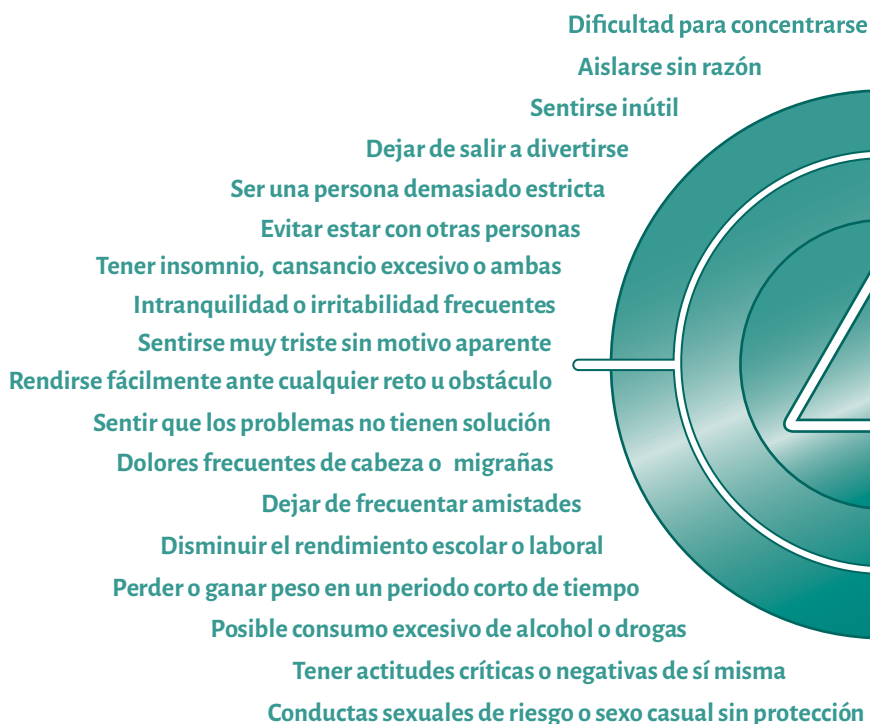 Dificultad para concentrarse
Aislarse sin razón
Sentirse inútil
Dejar de salir a divertirse
Ser una persona demasiado estricta
Evitar estar con otras personas
Tener insomnio, cansancio excesivo o ambas
Intranquilidad o irritabilidad frecuentes
Sentirse muy triste sin motivo aparente
Rendirse fácilmente ante cualquier reto u obstáculo
Sentir que los problemas no tienen solución
Dolores frecuentes de cabeza o migrañas
Dejar de frecuentar amistades
Disminuir el rendimiento escolar o laboral
Perder o ganar peso en un periodo corto de tiempo
Posible consumo excesivo de alcohol o drogas
Tener actitudes críticas o negativas de sí misma
Conductas sexuales de riesgo o sexo casual sin protección